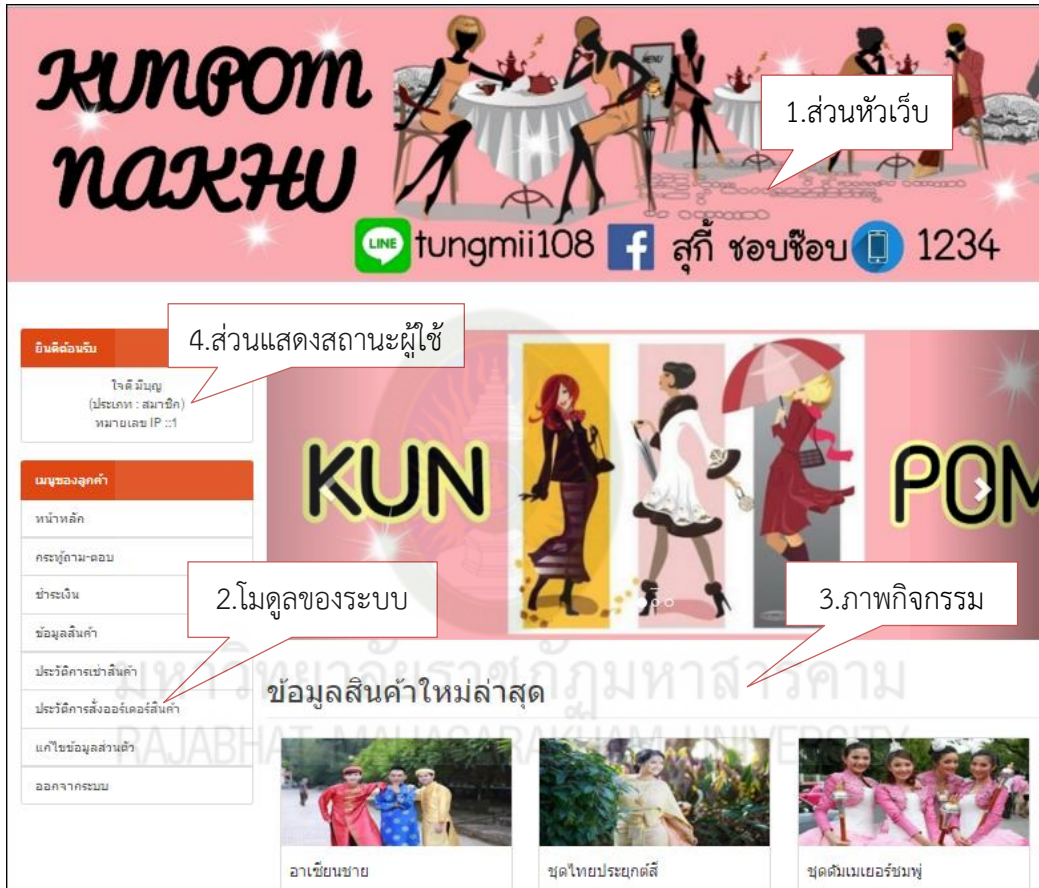 KUNPOM
NAKHU
MENU
1.ส่วนหัวเว็บ
LINE tungmii108 f สุกี้ ชอบช๊อบ 1234
ยินดีต้อนรับ
4.ส่วนแสดงสถานะผู้ใช้
ใจดี มีบุญ
(ประเภท : สมาชิก)
หมายเลข IP ::1
KUN POM
เมนูของลูกค้า
หน้าหลัก
กระทู้ถาม-ตอบ
ชำระเงิน
2.โมดูลของระบบ
3.ภาพกิจกรรม
ข้อมูลสินค้า
ประวัติการเช่าสินค้า
ประวัติการสั่งออร์เดอร์สินค้า
แก้ไขข้อมูลส่วนตัว
ออกจากระบบ
มหาวิทยาลัยราชภัฏมหาสารคาม
RAJABHAT MAHASARAKHAM UNIVERSITY
ข้อมูลสินค้าใหม่ล่าสุด
อาเซียนชาย
ชุดไทยประยุกต์สี
ชุดดัมเมเยอร์ชมพู่